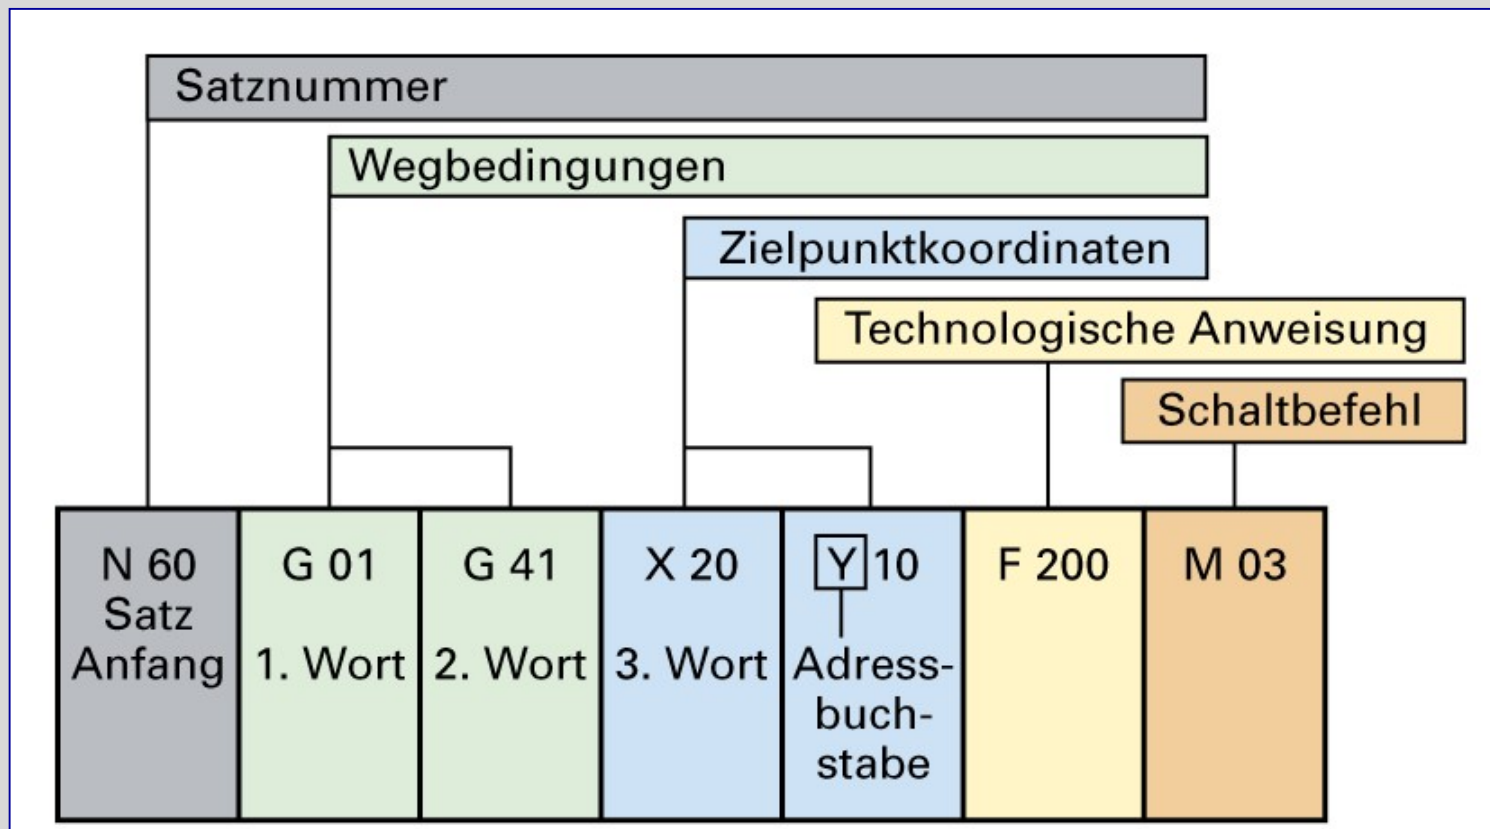 Satznummer
Wegbedingungen
Zielpunktkoordinaten
Technologische Anweisung
Schaltbefehl
N 60
Satz
Anfang
G 01
1. Wort
G 41
2. Wort
X 20
3. Wort
Y 10
Adress-
buch-
stabe
F 200
M 03